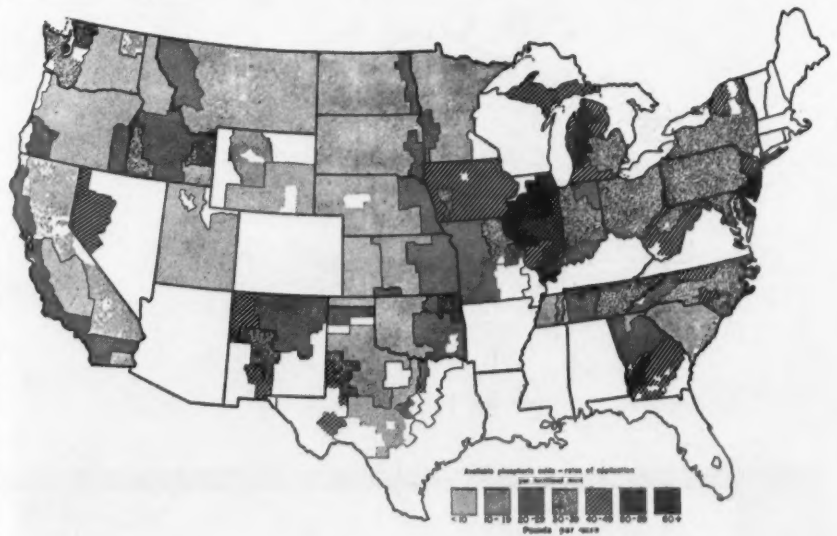 Available phosphoric oxide - rates of application
per fertilized acre
<10 10-19 20-29 30-39 40-49 50-59 60+
Pounds per acre